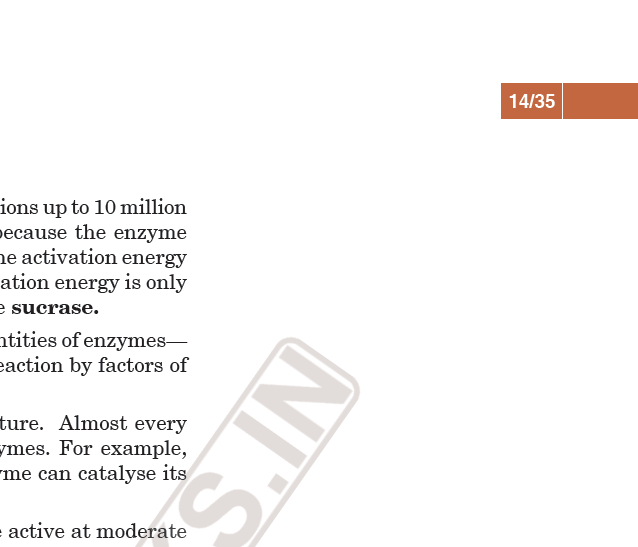 14/35
ions up to 10 million
because the enzyme
he activation energy
ation energy is only
e sucrase.
ntities of enzymes—
eaction by factors of
ture. Almost every
ymes. For example,
yme can catalyse its
e active at moderate
KS.IN